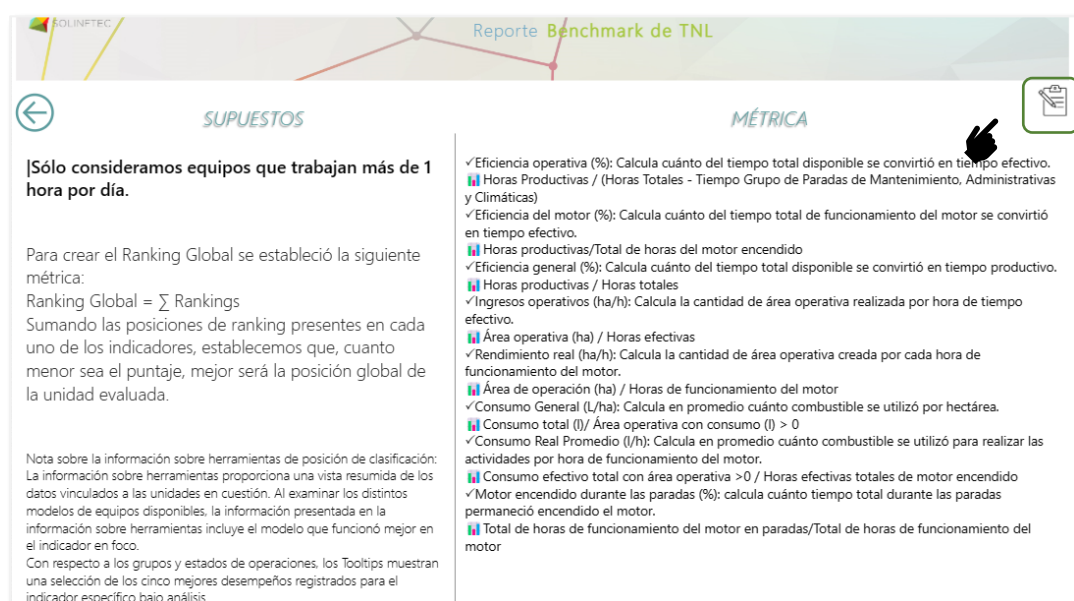 SOLINFTEC
Reporte Benchmark de TNL
SUPUESTOS
|Sólo consideramos equipos que trabajan más de 1
hora por día.
Para crear el Ranking Global se estableció la siguiente
métrica:
Ranking Global = ∑ Rankings
Sumando las posiciones de ranking presentes en cada
uno de los indicadores, establecemos que, cuanto
menor sea el puntaje, mejor será la posición global de
la unidad evaluada.
Nota sobre la información sobre herramientas de posición de clasificación:
La información sobre herramientas proporciona una vista resumida de los
datos vinculados a las unidades en cuestión. Al examinar los distintos
modelos de equipos disponibles, la información presentada en la
información sobre herramientas incluye el modelo que funcionó mejor en
el indicador en foco.
Con respecto a los grupos y estados de operaciones, los Tooltips muestran
una selección de los cinco mejores desempeños registrados para el
indicador específico bajo análisis
MÉTRICA
✓Eficiencia operativa (%): Calcula cuánto del tiempo total disponible se convirtió en tiempo efectivo.
📊 Horas Productivas / (Horas Totales - Tiempo Grupo de Paradas de Mantenimiento, Administrativas
y Climáticas)
✓Eficiencia del motor (%): Calcula cuánto del tiempo total de funcionamiento del motor se convirtió
en tiempo efectivo.
📊 Horas productivas/Total de horas del motor encendido
✓Eficiencia general (%): Calcula cuánto del tiempo total disponible se convirtió en tiempo productivo.
📊 Horas productivas / Horas totales
✓Ingresos operativos (ha/h): Calcula la cantidad de área operativa realizada por hora de tiempo
efectivo.
📊 Área operativa (ha) / Horas efectivas
✓Rendimiento real (ha/h): Calcula la cantidad de área operativa creada por cada hora de
funcionamiento del motor.
📊 Área de operación (ha) / Horas de funcionamiento del motor
✓Consumo General (L/ha): Calcula en promedio cuánto combustible se utilizó por hectárea.
📊 Consumo total (l)/ Área operativa con consumo (l) > 0
✓Consumo Real Promedio (l/h): Calcula en promedio cuánto combustible se utilizó para realizar las
actividades por hora de funcionamiento del motor.
📊 Consumo efectivo total con área operativa >0 / Horas efectivas totales de motor encendido
✓Motor encendido durante las paradas (%): calcula cuánto tiempo total durante las paradas
permaneció encendido el motor.
📊 Total de horas de funcionamiento del motor en paradas/Total de horas de funcionamiento del
motor